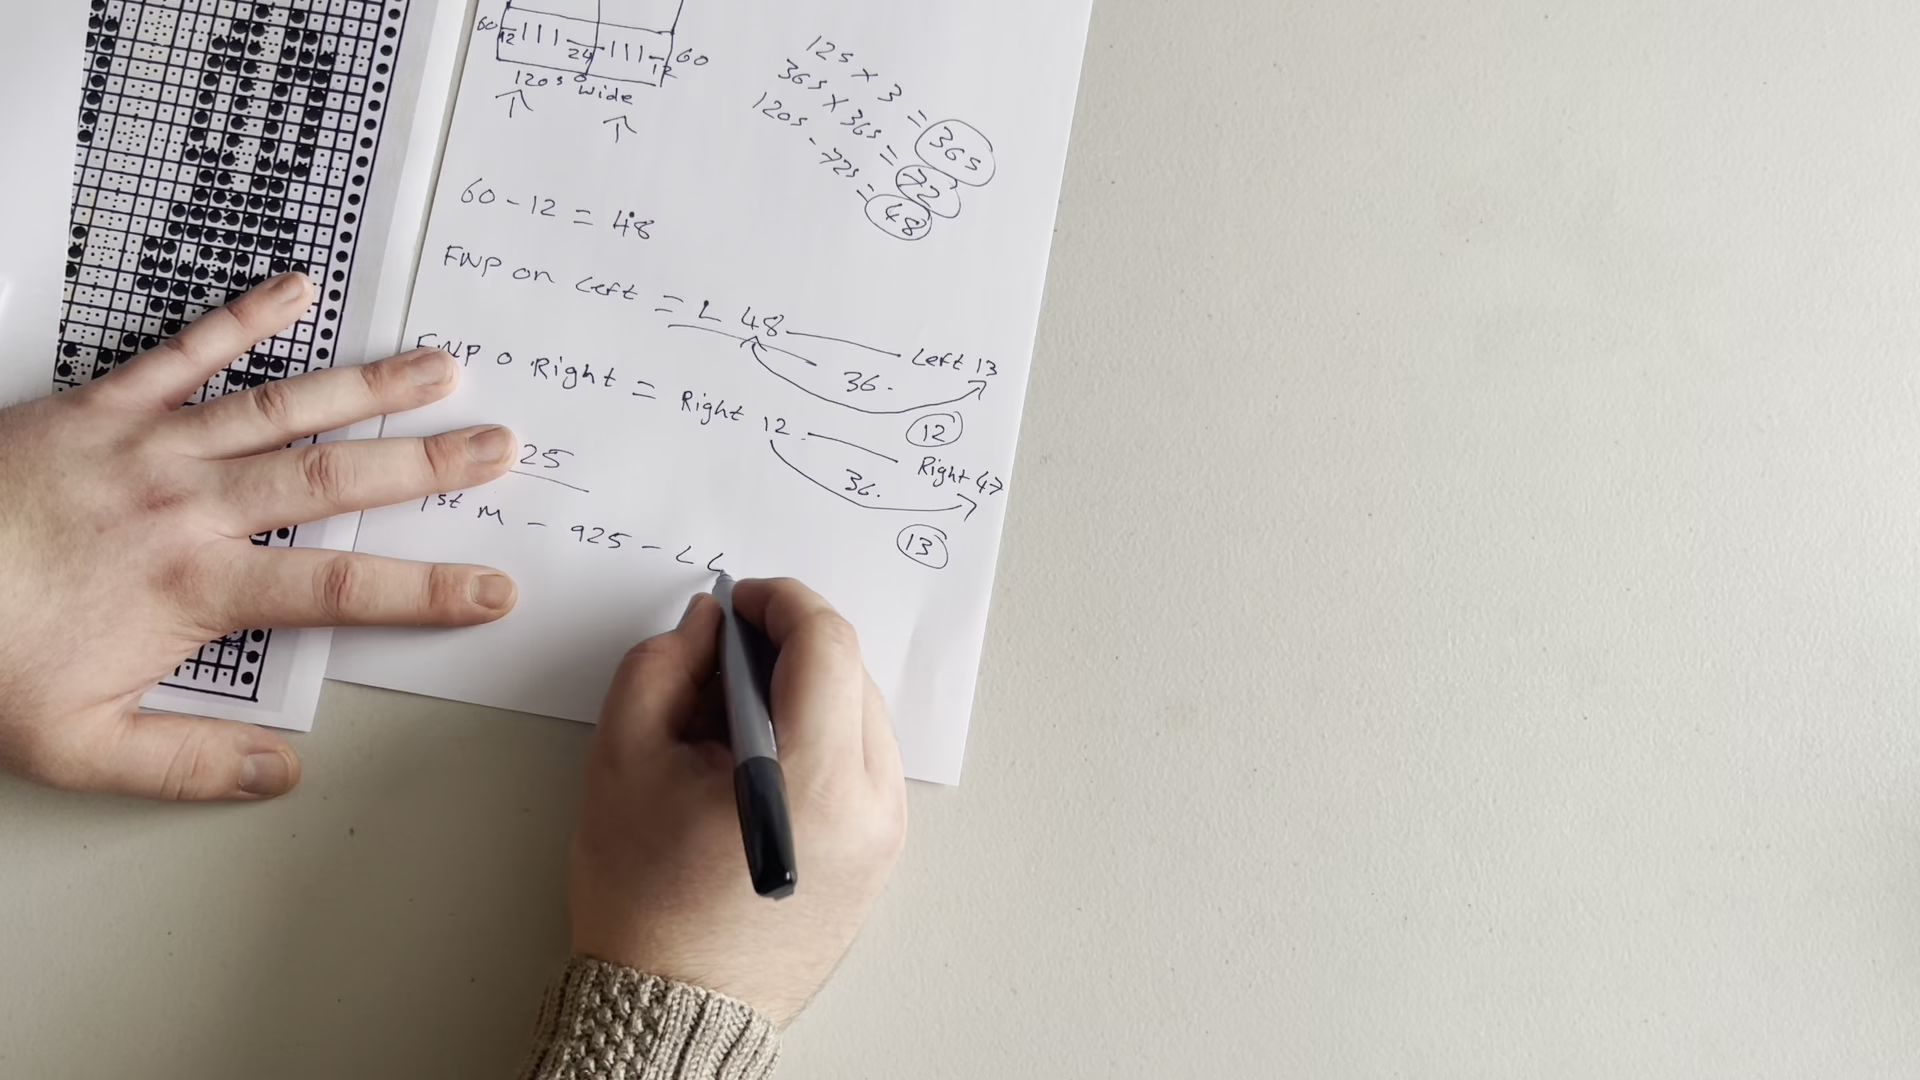 60 12 24 12 60
120s wide
12s x 3 = 36s
36s x 36s = 72
120s - 72s = 48
60 - 12 = 48
FNP on Left = L 48 Left 13
36.
12
FNP o Right = Right 12. Right 47
36.
13
25
1st M - 925 - L